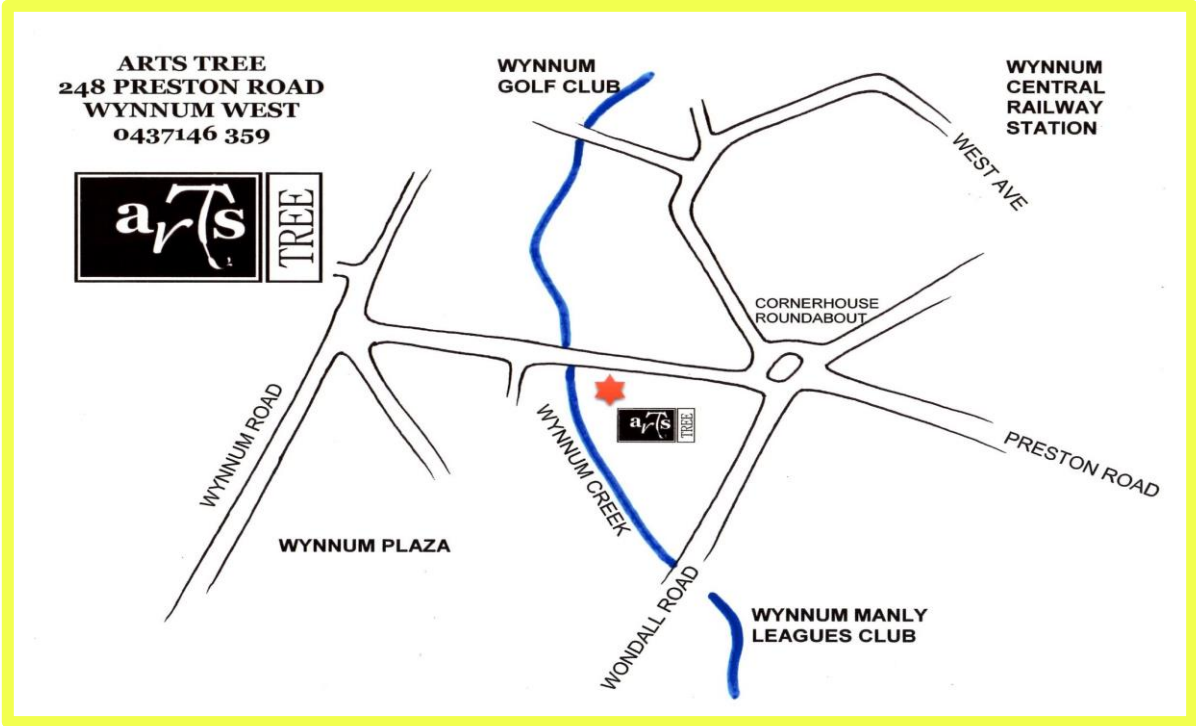 ARTS TREE
248 PRESTON ROAD
WYNNUM WEST
0437146 359
arTs
TREE
WYNNUM
GOLF CLUB
WYNNUM
CENTRAL
RAILWAY
STATION
WEST AVE
CORNERHOUSE
ROUNDABOUT
WYNNUM ROAD
arTs
TREE
WYNNUM CREEK
PRESTON ROAD
WYNNUM PLAZA
WONDALL ROAD
WYNNUM MANLY
LEAGUES CLUB